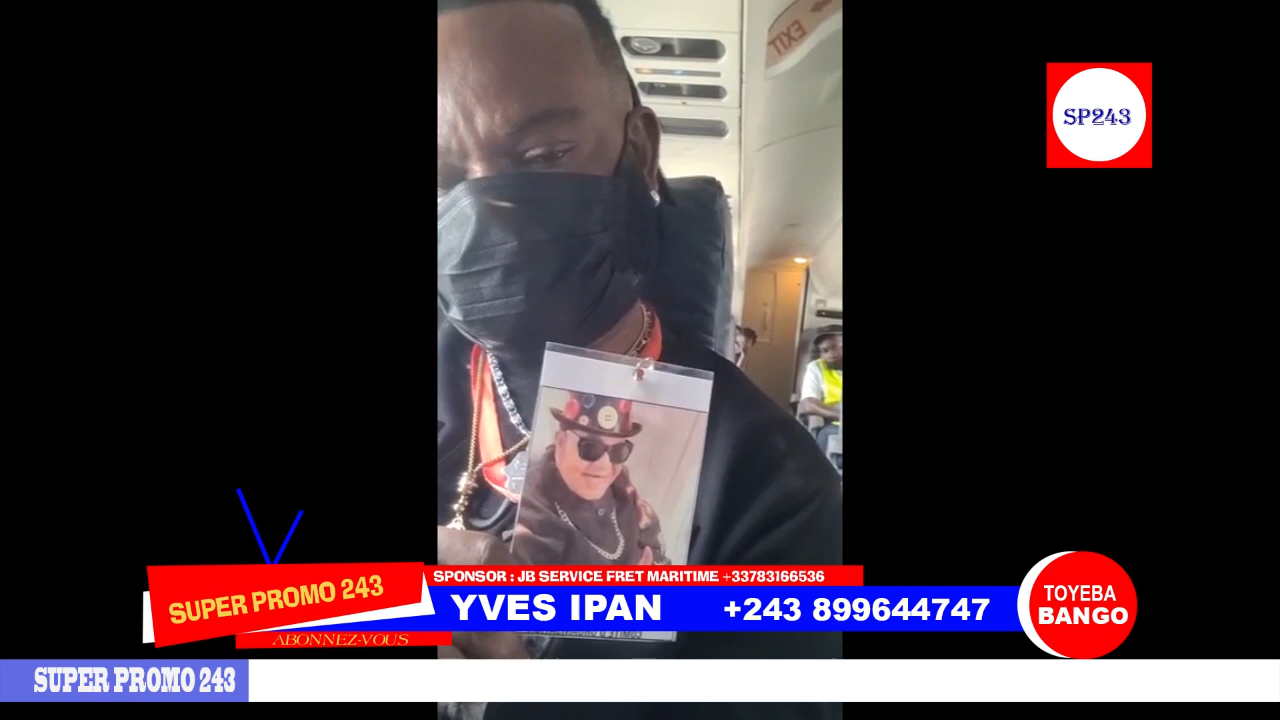 EXIT
SP243
SUPER PROMO 243
SPONSOR : JB SERVICE FRET MARITIME +33783166536
YVES IPAN +243 899644747
TOYEBA
BANGO
ABONNEZ-VOUS
SUPER PROMO 243